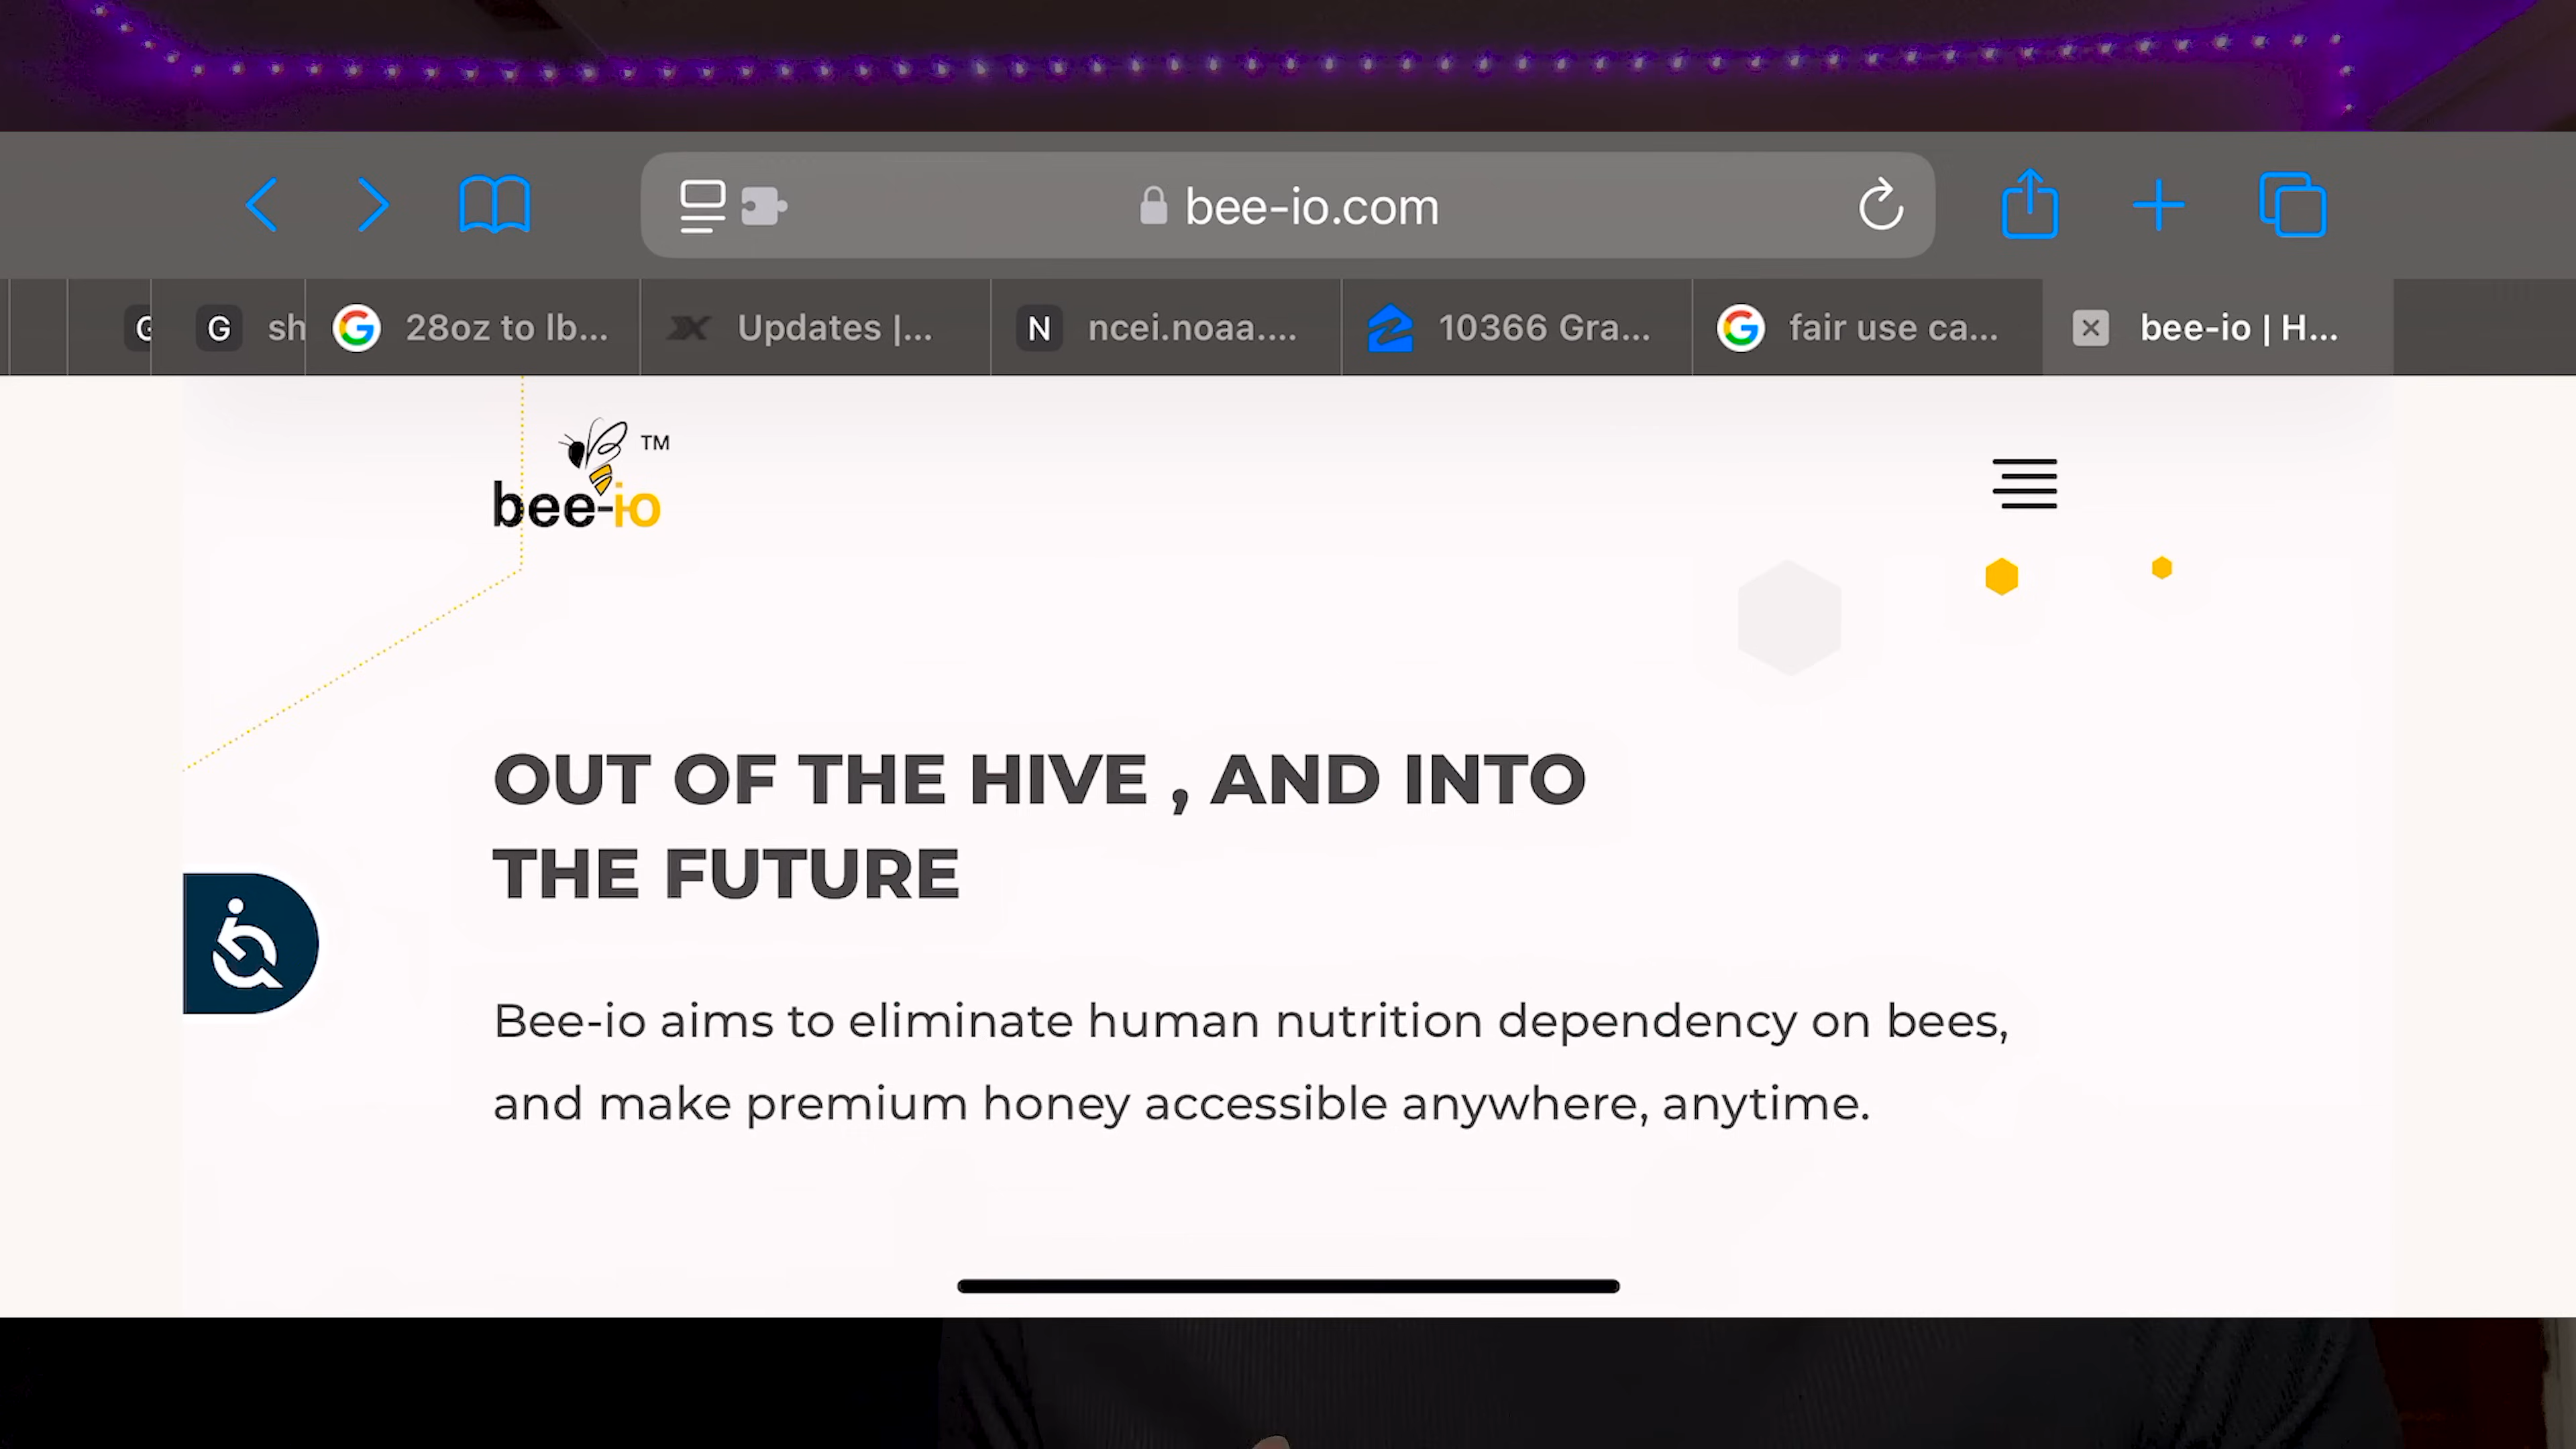 bee-io.com
G
G sh
28oz to lb...
Updates |...
N ncei.noaa....
10366 Gra...
fair use ca...
bee-io | H...
bee-io TM
OUT OF THE HIVE , AND INTO
THE FUTURE
Bee-io aims to eliminate human nutrition dependency on bees,
and make premium honey accessible anywhere, anytime.